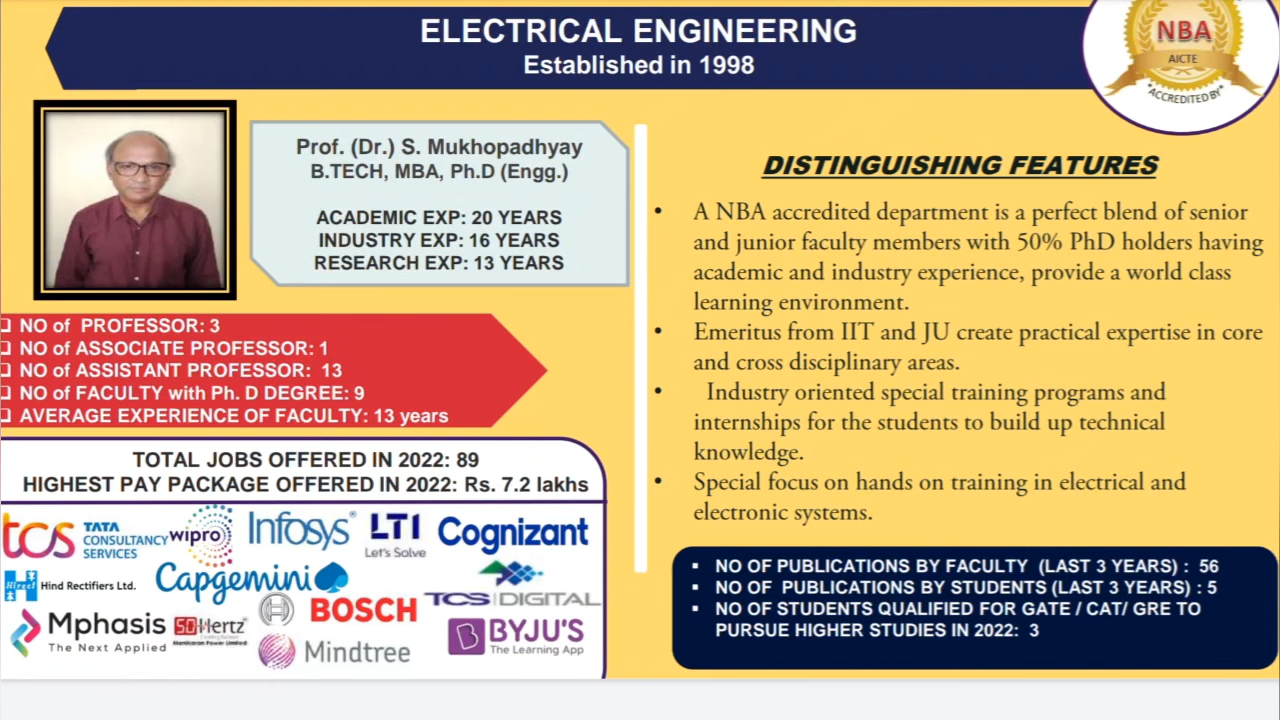 ELECTRICAL ENGINEERING
Established in 1998
NBA
AICTE
*ACCREDITED BY*
Prof. (Dr.) S. Mukhopadhyay
B.TECH, MBA, Ph.D (Engg.)
ACADEMIC EXP: 20 YEARS
INDUSTRY EXP: 16 YEARS
RESEARCH EXP: 13 YEARS
NO of PROFESSOR: 3
NO of ASSOCIATE PROFESSOR: 1
NO of ASSISTANT PROFESSOR: 13
NO of FACULTY with Ph. D DEGREE: 9
AVERAGE EXPERIENCE OF FACULTY: 13 years
TOTAL JOBS OFFERED IN 2022: 89
HIGHEST PAY PACKAGE OFFERED IN 2022: Rs. 7.2 lakhs
tcs TATA
CONSULTANCY
SERVICES
wipro
Infosys®
LTI
Let's Solve
Cognizant
Hirect Hind Rectifiers Ltd.
Capgemini
BOSCH
TCS | DIGITAL
Mphasis
The Next Applied
50Hertz
Manikaran Power Limited
Mindtree
B BYJU'S
The Learning App
DISTINGUISHING FEATURES
• A NBA accredited department is a perfect blend of senior
and junior faculty members with 50% PhD holders having
academic and industry experience, provide a world class
learning environment.
• Emeritus from IIT and JU create practical expertise in core
and cross disciplinary areas.
• Industry oriented special training programs and
internships for the students to build up technical
knowledge.
• Special focus on hands on training in electrical and
electronic systems.
▪ NO OF PUBLICATIONS BY FACULTY (LAST 3 YEARS) : 56
▪ NO OF PUBLICATIONS BY STUDENTS (LAST 3 YEARS) : 5
▪ NO OF STUDENTS QUALIFIED FOR GATE / CAT/ GRE TO
PURSUE HIGHER STUDIES IN 2022: 3